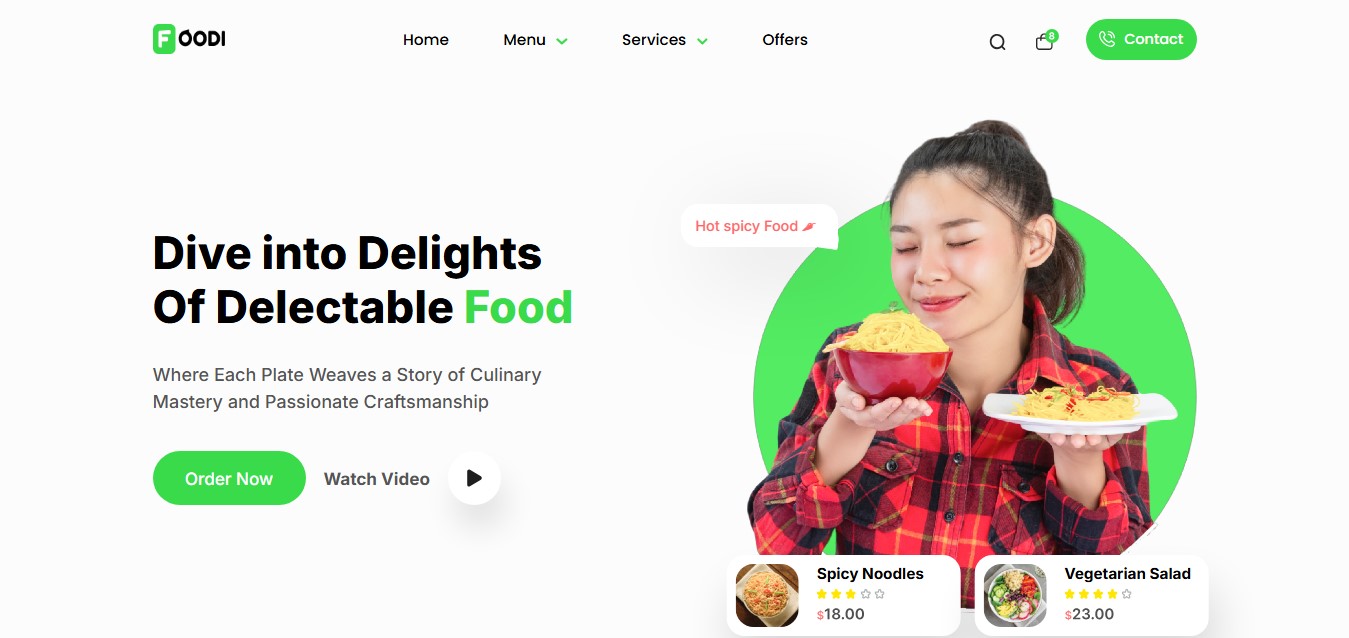 FOODI
Home
Menu
Services
Offers
8
Contact
Hot spicy Food
Dive into Delights
Of Delectable Food
Where Each Plate Weaves a Story of Culinary
Mastery and Passionate Craftsmanship
Order Now
Watch Video
Spicy Noodles
$18.00
Vegetarian Salad
$23.00